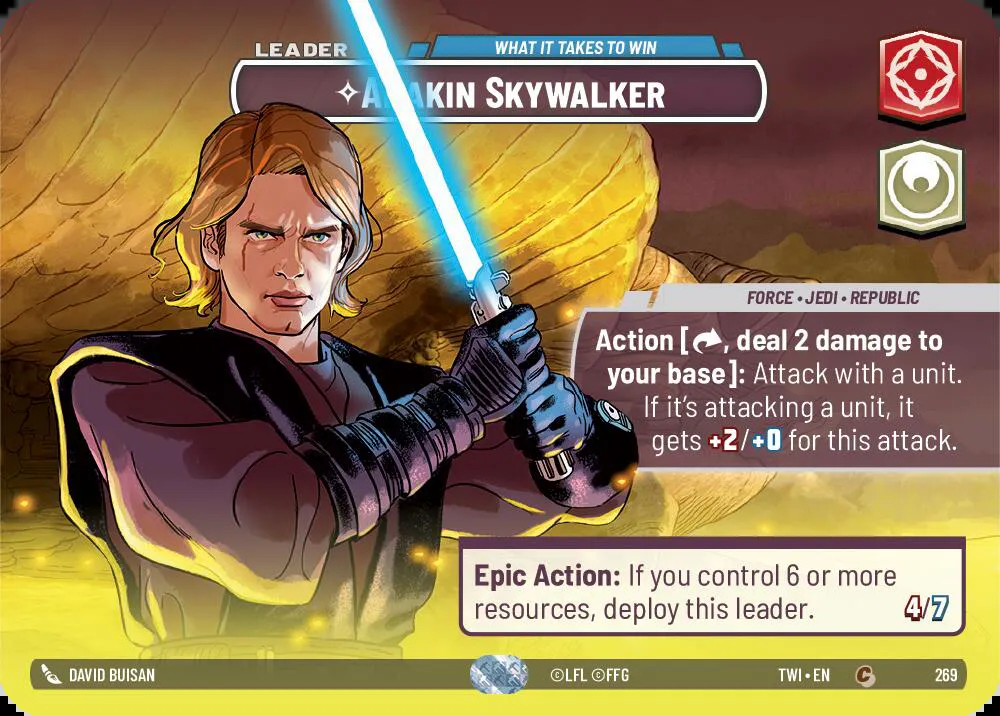 LEADER
WHAT IT TAKES TO WIN
ANAKIN SKYWALKER
FORCE • JEDI • REPUBLIC
Action [, deal 2 damage to
your base]: Attack with a unit.
If it's attacking a unit, it
gets +2/+0 for this attack.
Epic Action: If you control 6 or more
resources, deploy this leader. 4/7
DAVID BUISAN
©LFL ©FFG
TWI • EN
C
269